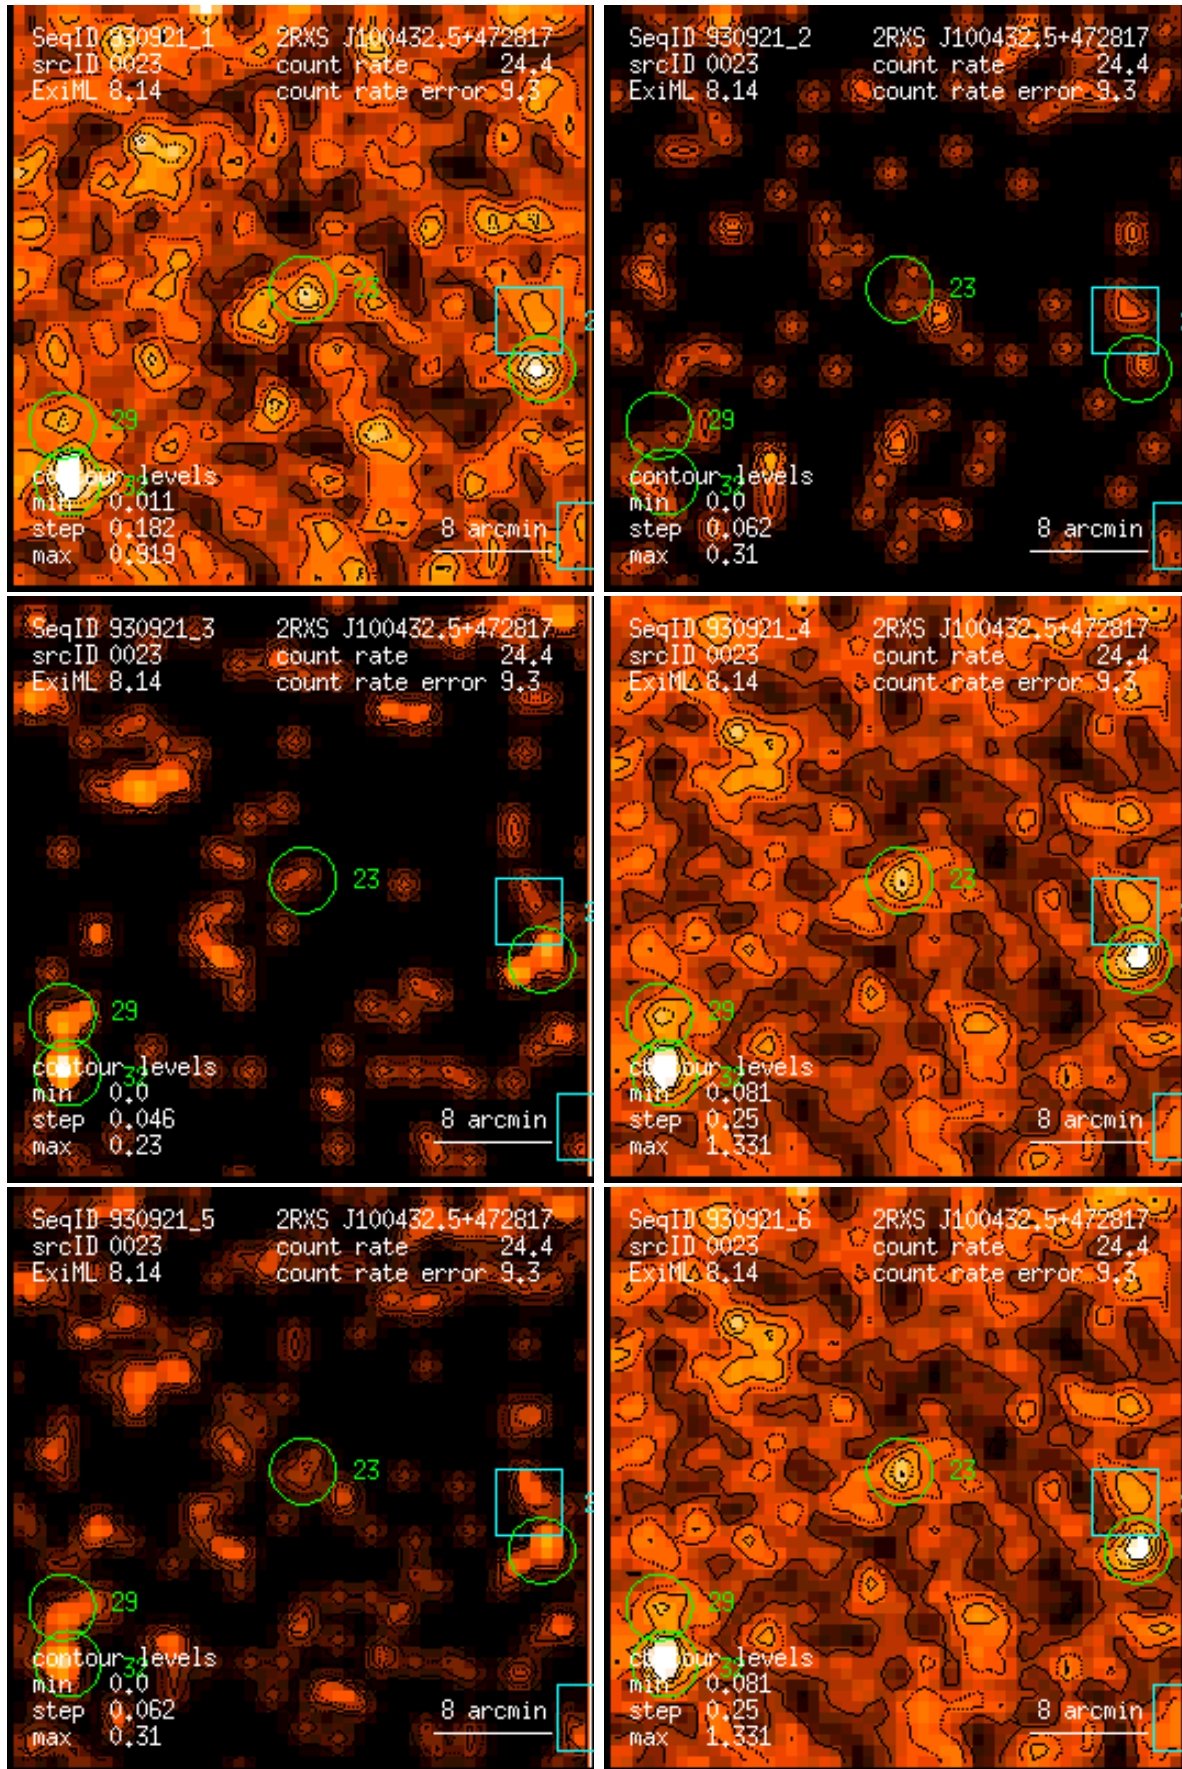 SeqID 930921_1 2RXS J100432.5+472817
srcID 0023 count rate 24.4
ExiML 8.14 count rate error 9.3
23
29
32
contour levels
min 0.011
step 0.182
max 0.919
8 arcmin
SeqID 930921_2 2RXS J100432.5+472817
srcID 0023 count rate 24.4
ExiML 8.14 count rate error 9.3
23
29
32
contour levels
min 0.0
step 0.062
max 0.31
8 arcmin
SeqID 930921_3 2RXS J100432.5+472817
srcID 0023 count rate 24.4
ExiML 8.14 count rate error 9.3
23
29
32
contour levels
min 0.0
step 0.046
max 0.23
8 arcmin
SeqID 930921_4 2RXS J100432.5+472817
srcID 0023 count rate 24.4
ExiML 8.14 count rate error 9.3
23
29
32
contour levels
min 0.081
step 0.25
max 1.331
8 arcmin
SeqID 930921_5 2RXS J100432.5+472817
srcID 0023 count rate 24.4
ExiML 8.14 count rate error 9.3
23
29
32
contour levels
min 0.0
step 0.062
max 0.31
8 arcmin
SeqID 930921_6 2RXS J100432.5+472817
srcID 0023 count rate 24.4
ExiML 8.14 count rate error 9.3
23
29
32
contour levels
min 0.081
step 0.25
max 1.331
8 arcmin